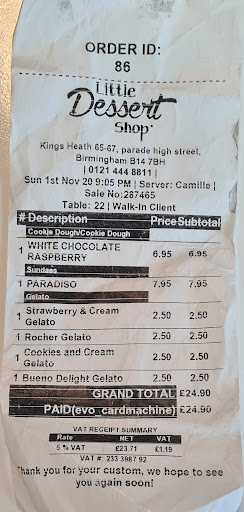 ORDER ID:
86
Little
Dessert
Shop
Kings Heath 65-67, parade high street,
Birmingham B14 7BH
| 0121 444 8811 |
Sun 1st Nov 20 9:05 PM | Server: Camille |
Sale No:287465
Table: 22 | Walk-In Client
# Description Price Subtotal
Cookie Dough/Cookie Dough
1 WHITE CHOCOLATE RASPBERRY 6.95 6.95
Sundaes
1 PARADISO 7.95 7.95
Gelato
1 Strawberry & Cream Gelato 2.50 2.50
1 Rocher Gelato 2.50 2.50
1 Cookies and Cream Gelato 2.50 2.50
1 Bueno Delight Gelato 2.50 2.50
GRAND TOTAL £24.90
PAID(evo_cardmachine) £24.90
VAT RECEIPT SUMMARY
Rate NET VAT
5 % VAT £23.71 £1.19
VAT #: 233 3987 92
Thank you for your custom, we hope to see
you again soon!